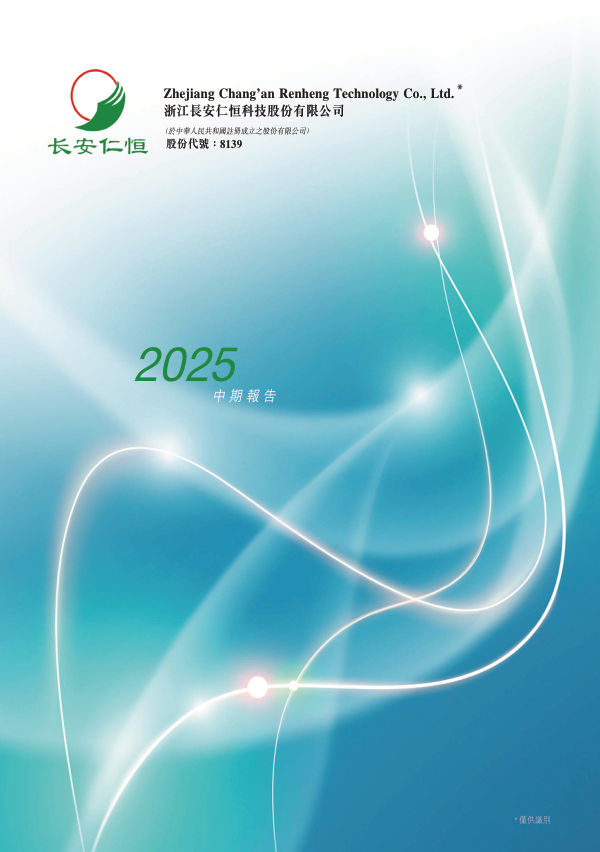 Zhejiang Chang'an Renheng Technology Co., Ltd.*
浙江長安仁恒科技股份有限公司
(於中華人民共和國註冊成立之股份有限公司)
股份代號：8139
长安仁恒
2025
中期報告
* 僅供識別